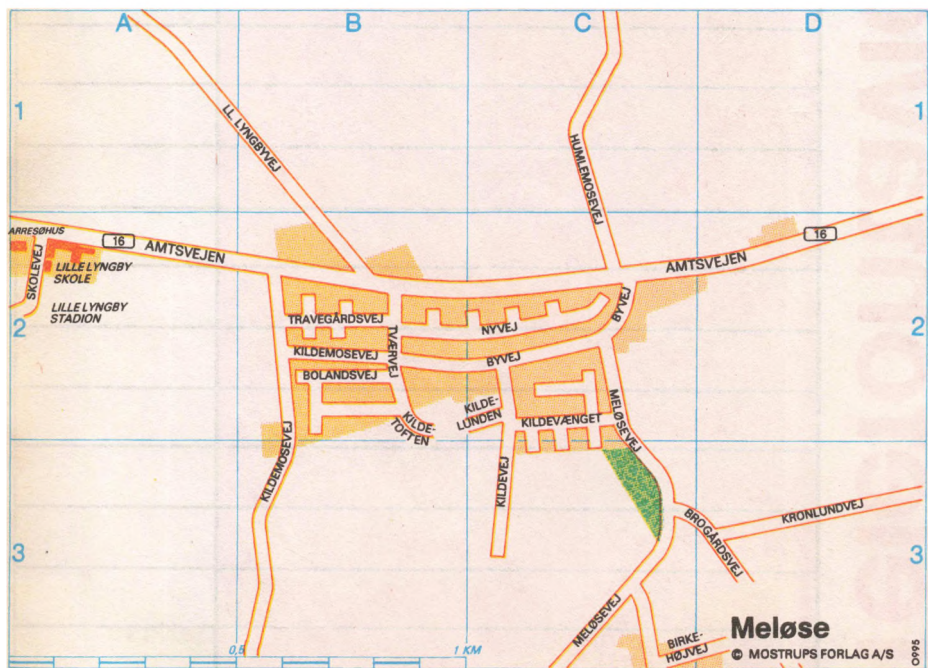 A
B
C
D
1
1
LL. LYNGBYVEJ
HUMLEMOSEVEJ
ARRESØHUS
16
AMTSVEJEN
16
AMTSVEJEN
SKOLEVEJ
LILLE LYNGBY
SKOLE
LILLE LYNGBY
STADION
2
2
TRAVEGÅRDSVEJ
TVÆRVEJ
NYVEJ
BYVEJ
KILDEMOSEVEJ
BYVEJ
BOLANDSVEJ
KILDE-
TOFTEN
KILDE-
LUNDEN
KILDEVÆNGET
MELØSEVEJ
KILDEMOSEVEJ
KILDEVEJ
KRONLUNDVEJ
BROGÅRDSVEJ
3
3
MELØSEVEJ
BIRKE-
HØJVEJ
0,5
1 KM
Meløse
© MOSTRUPS FORLAG A/S
0995